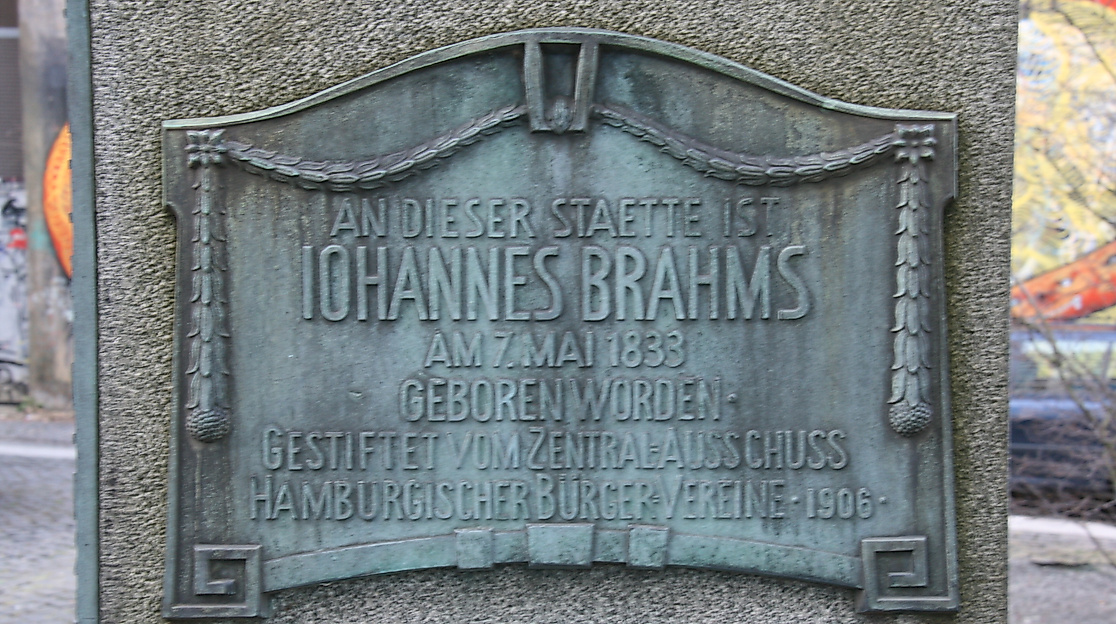 AN DIESER STAETTE IST
IOHANNES BRAHMS
AM 7. MAI 1833
GEBOREN WORDEN·
GESTIFTET VOM ZENTRAL-AUSSCHUSS
HAMBURGISCHER BÜRGER-VEREINE · 1906 ·